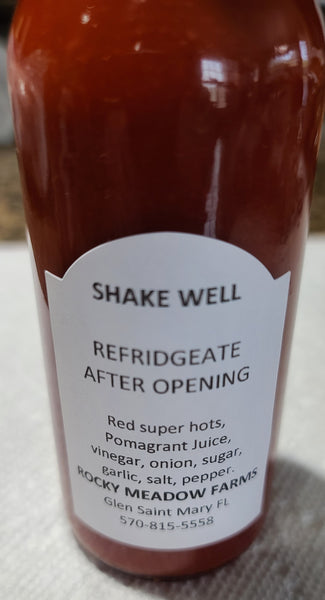 SHAKE WELL
REFRIDGEATE
AFTER OPENING
Red super hots,
Pomagrant Juice,
vinegar, onion, sugar,
garlic, salt, pepper.
ROCKY MEADOW FARMS
Glen Saint Mary FL
570-815-5558